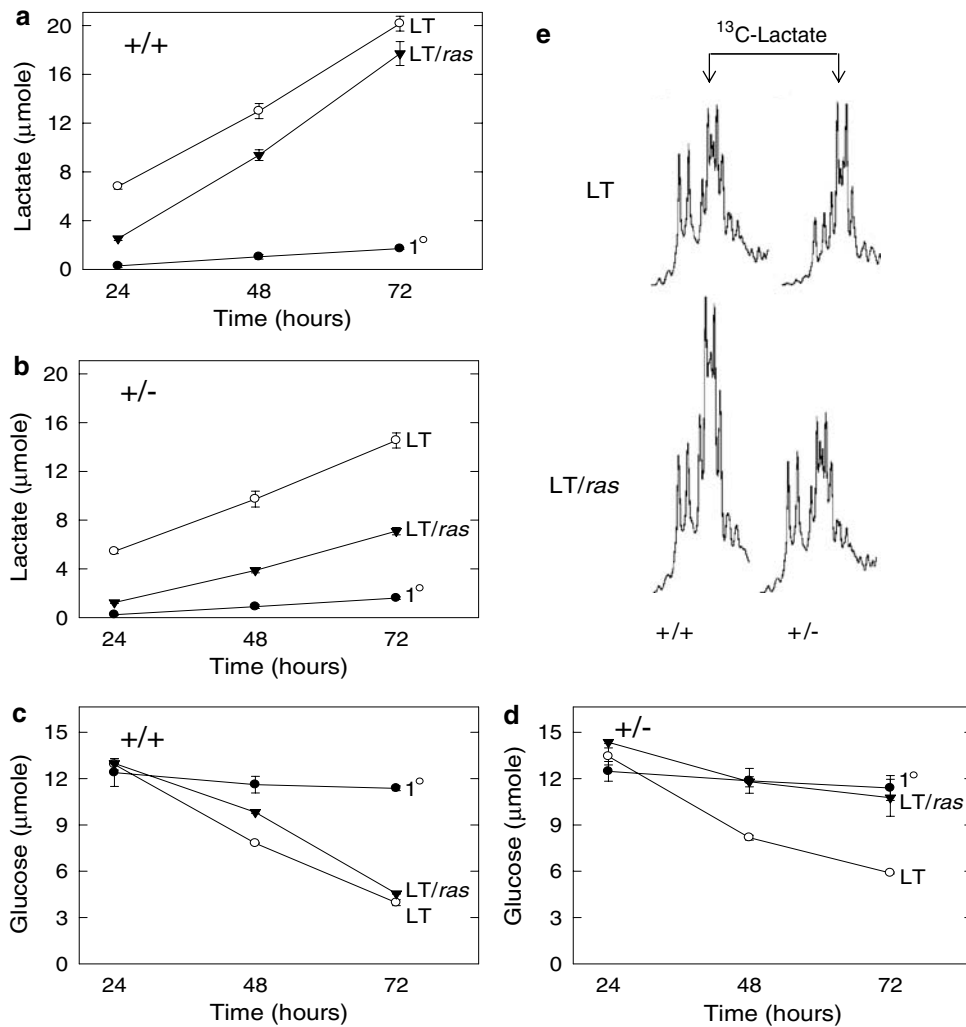 a
+/+
20
16
12
8
4
0
Lactate (μmole)
LT
LT/ras
1°
24 48 72
Time (hours)
b
+/-
20
16
12
8
4
0
Lactate (μmole)
LT
LT/ras
1°
24 48 72
Time (hours)
e
¹³C-Lactate
LT
LT/ras
+/+ +/-
c
+/+
15
12
9
6
3
0
Glucose (μmole)
1°
LT/ras
LT
24 48 72
Time (hours)
d
+/-
15
12
9
6
3
0
Glucose (μmole)
1°
LT/ras
LT
24 48 72
Time (hours)